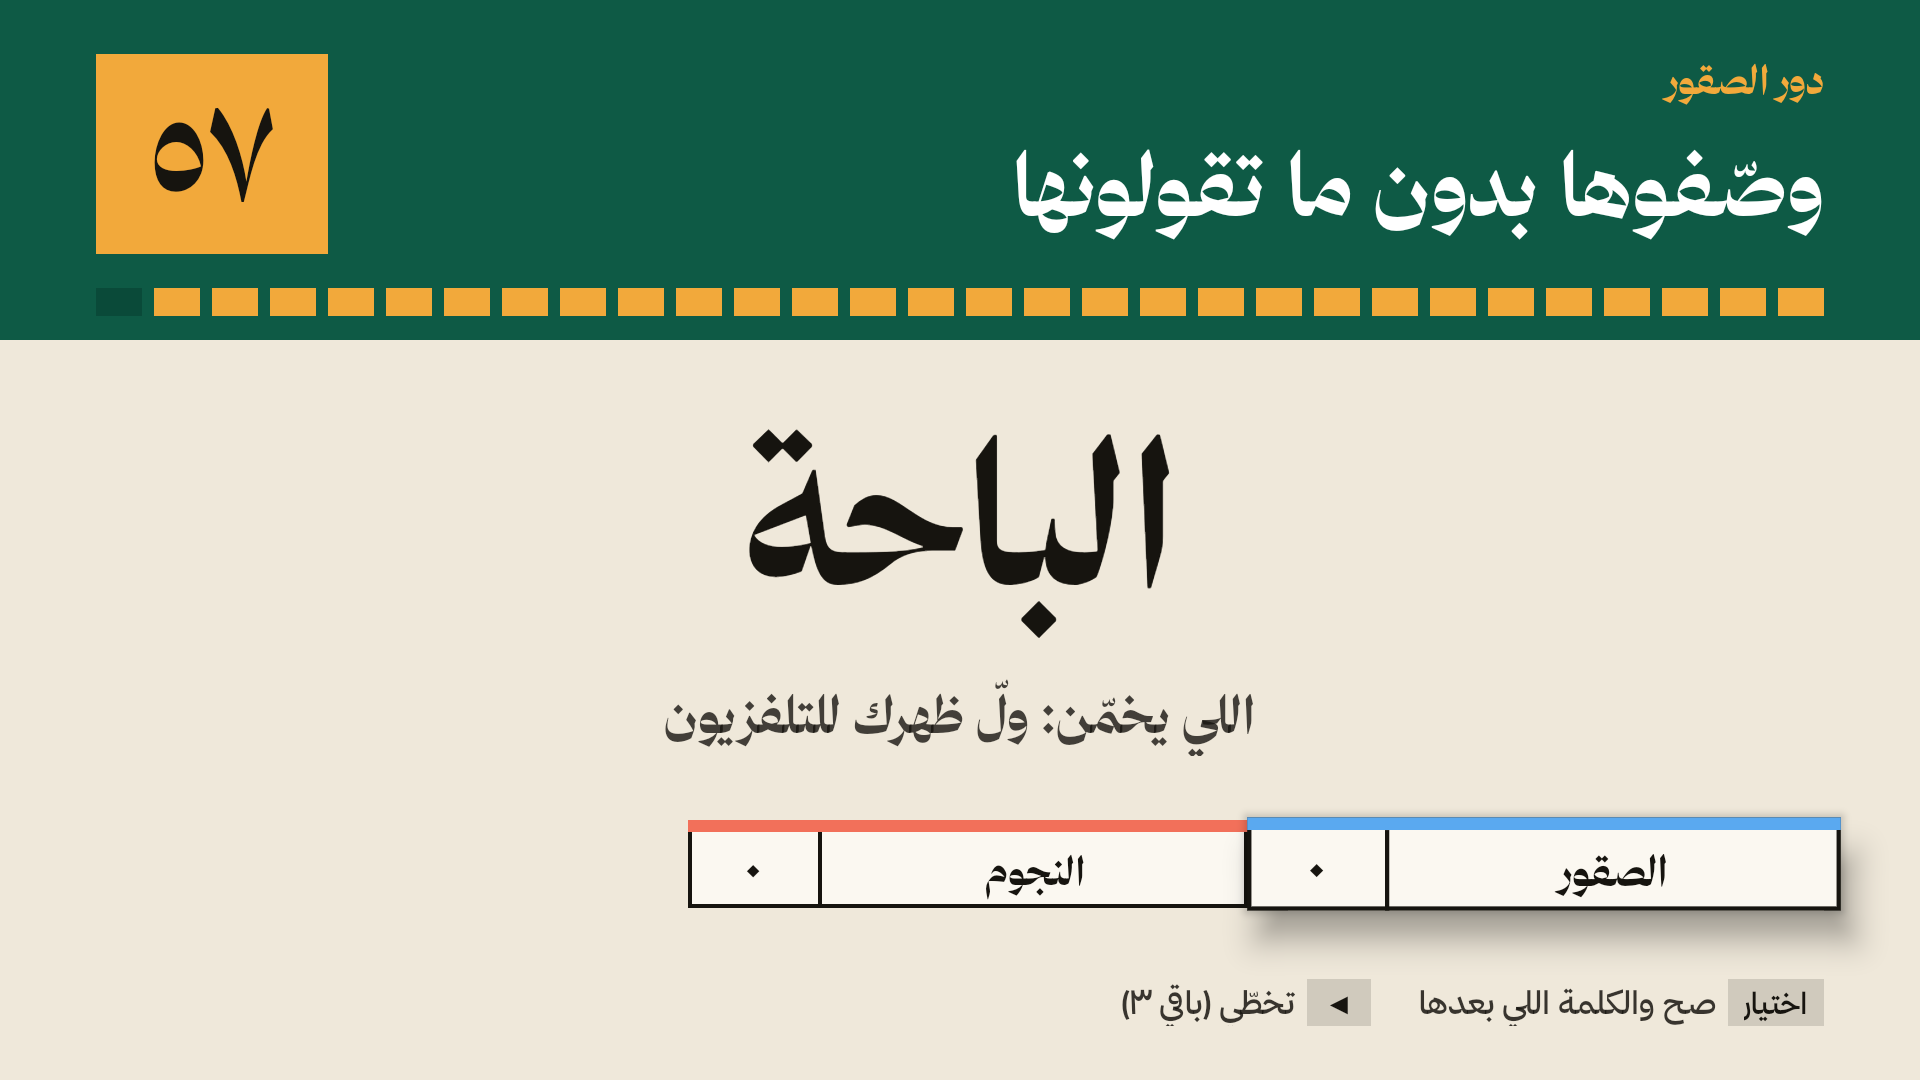 دور الصقور
وصّفوها بدون ما تقولونها
٥٧
الباحة
اللي يخمّن: ولّ ظهرك للتلفزيون
الصقور ٠
النجوم ٠
اختيار صح والكلمة اللي بعدها
◀ تخطّى (باقي ٣)